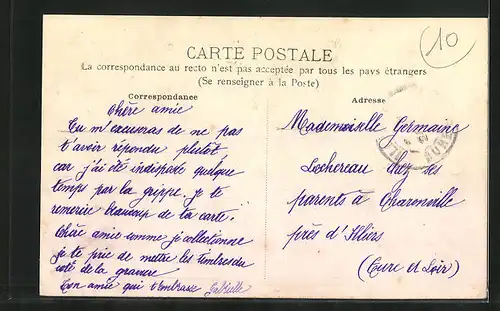 10
CARTE POSTALE
La correspondance au recto n'est pas acceptée par tous les pays étrangers
(Se renseigner à la Poste)
Correspondance
Chère amie
Tu m'excuseras de ne pas
t'avoir répondu plutôt,
car j'ai été indisposée quelque
temps par la grippe. je te
remercie beaucoup de ta carte.
Chère amie comme je collectionne
je te prie de mettre les timbres du
coté de la gravure
Ton amie qui t'embrasse Gabrielle
Adresse
Mademoiselle Germaine
Lochereau chez ses
parents à Charonville
près d'Illiers
(Eure et Loir)